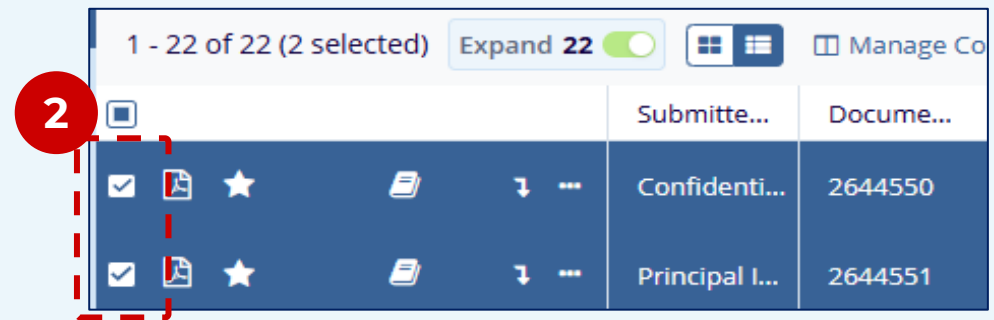 1 - 22 of 22 (2 selected) Expand 22 Manage Co
2
Submitte... Docume...
Confidenti... 2644550
Principal I... 2644551